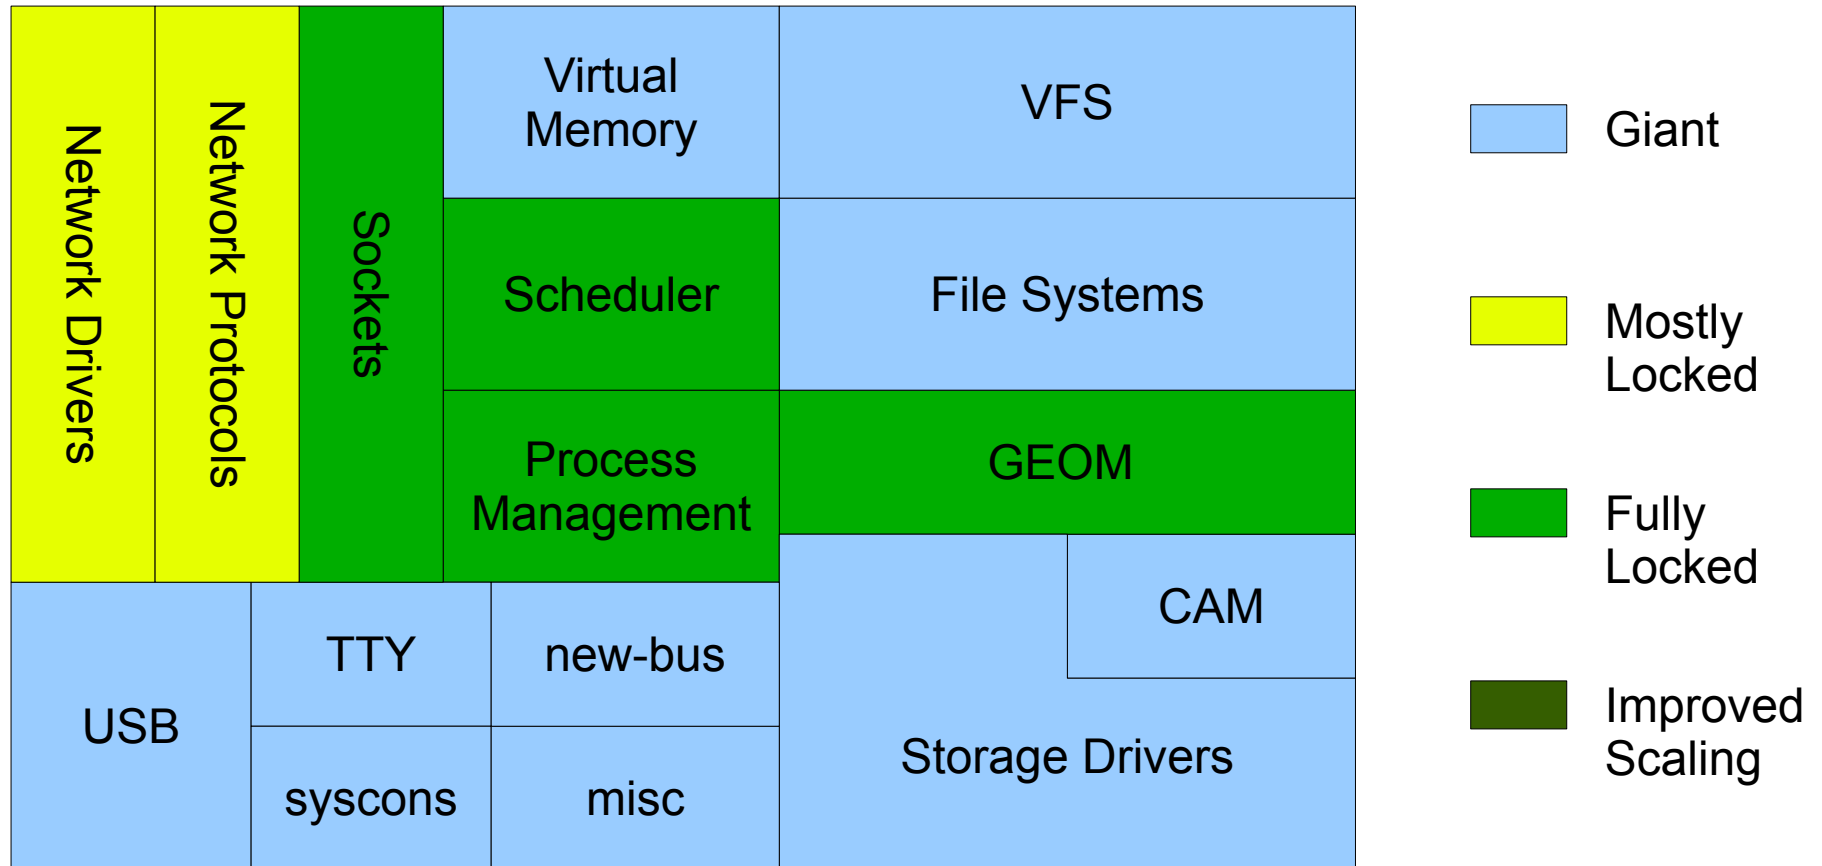 Network Drivers
Network Protocols
Sockets
Virtual
Memory
VFS
Scheduler
File Systems
Process
Management
GEOM
USB
TTY
new-bus
syscons
misc
CAM
Storage Drivers
Giant
Mostly
Locked
Fully
Locked
Improved
Scaling